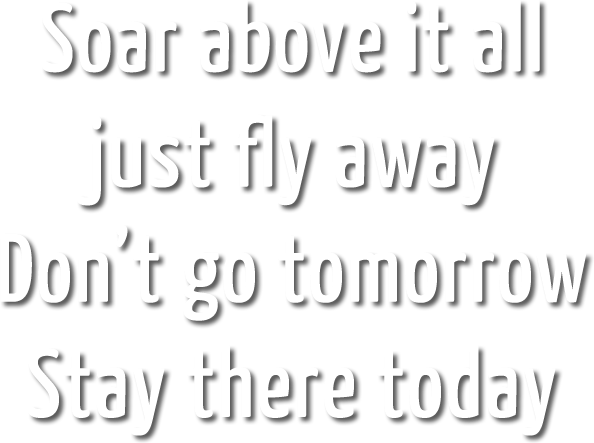 Soar above it all
just fly away
Don't go tomorrow
Stay there today